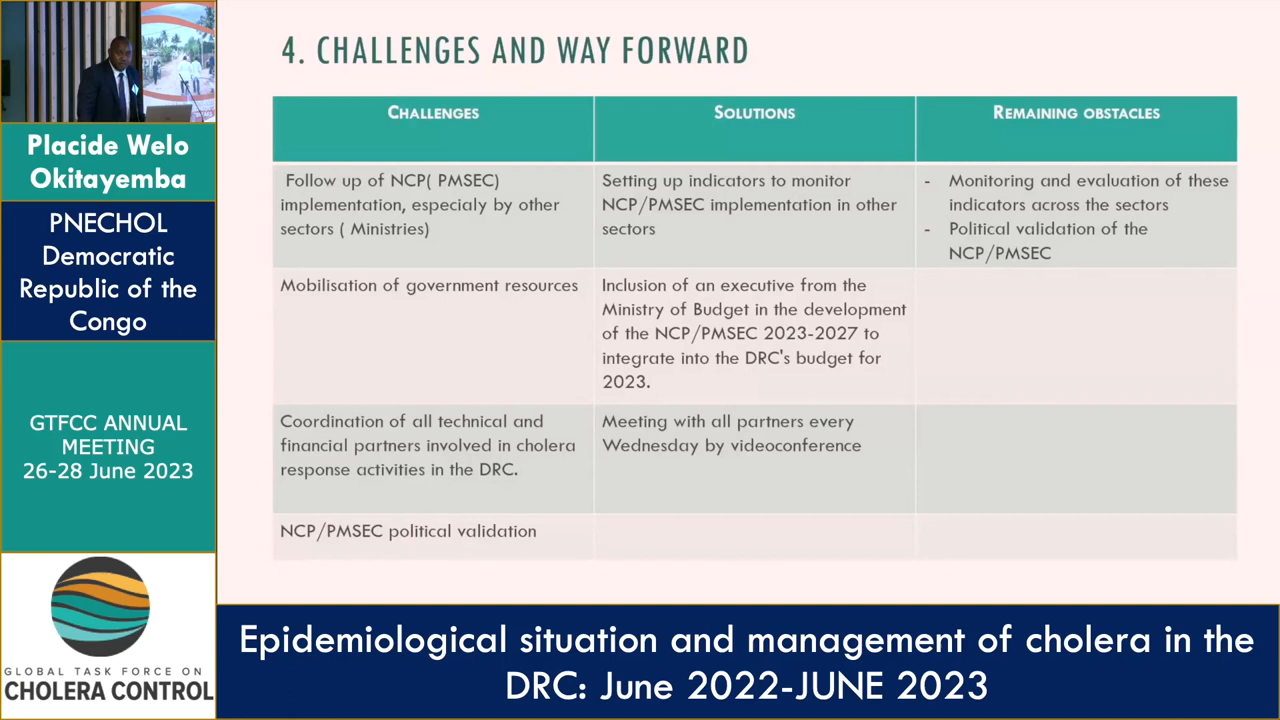 4. CHALLENGES AND WAY FORWARD
CHALLENGES
SOLUTIONS
REMAINING OBSTACLES
Follow up of NCP( PMSEC)
implementation, especialy by other
sectors ( Ministries)
Setting up indicators to monitor
NCP/PMSEC implementation in other
sectors
- Monitoring and evaluation of these
indicators across the sectors
- Political validation of the
NCP/PMSEC
Mobilisation of government resources
Inclusion of an executive from the
Ministry of Budget in the development
of the NCP/PMSEC 2023-2027 to
integrate into the DRC's budget for
2023.
Coordination of all technical and
financial partners involved in cholera
response activities in the DRC.
Meeting with all partners every
Wednesday by videoconference
NCP/PMSEC political validation
Placide Welo
Okitayemba
PNECHOL
Democratic
Republic of the
Congo
GTFCC ANNUAL
MEETING
26-28 June 2023
GLOBAL TASK FORCE ON
CHOLERA CONTROL
Epidemiological situation and management of cholera in the
DRC: June 2022-JUNE 2023